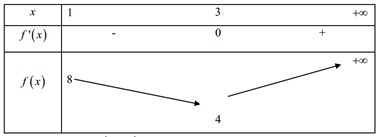 x 1 3 +∞
f'(x) - 0 +
+∞
f(x) 8
4